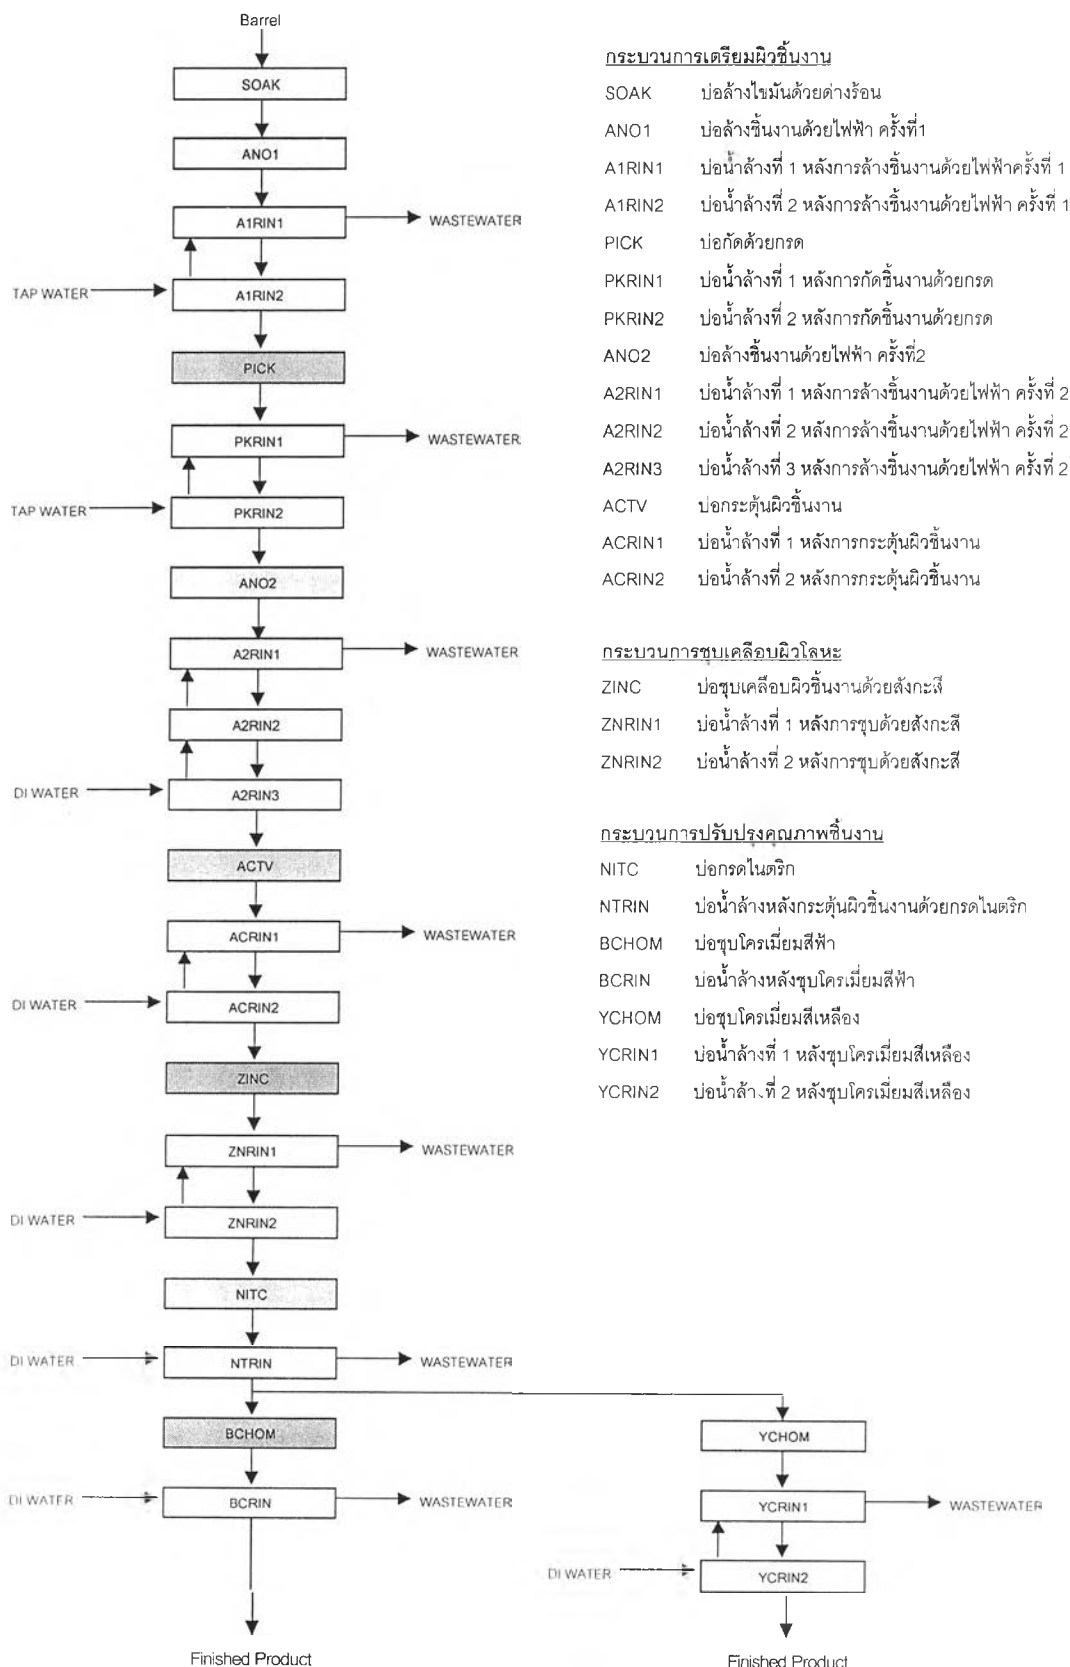 Barrel
SOAK
ANO1
A1RIN1
WASTEWATER
TAP WATER
A1RIN2
PICK
PKRIN1
WASTEWATER
TAP WATER
PKRIN2
ANO2
A2RIN1
WASTEWATER
A2RIN2
DI WATER
A2RIN3
ACTV
ACRIN1
WASTEWATER
DI WATER
ACRIN2
ZINC
ZNRIN1
WASTEWATER
DI WATER
ZNRIN2
NITC
DI WATER
NTRIN
WASTEWATER
BCHOM
DI WATER
BCRIN
WASTEWATER
Finished Product
YCHOM
YCRIN1
WASTEWATER
DI WATER
YCRIN2
Finished Product
กระบวนการเตรียมผิวชิ้นงาน
SOAK บ่อล้างไขมันด้วยด่างร้อน
ANO1 บ่อล้างชิ้นงานด้วยไฟฟ้า ครั้งที่1
A1RIN1 บ่อน้ำล้างที่ 1 หลังการล้างชิ้นงานด้วยไฟฟ้าครั้งที่ 1
A1RIN2 บ่อน้ำล้างที่ 2 หลังการล้างชิ้นงานด้วยไฟฟ้า ครั้งที่ 1
PICK บ่อกัดด้วยกรด
PKRIN1 บ่อน้ำล้างที่ 1 หลังการกัดชิ้นงานด้วยกรด
PKRIN2 บ่อน้ำล้างที่ 2 หลังการกัดชิ้นงานด้วยกรด
ANO2 บ่อล้างชิ้นงานด้วยไฟฟ้า ครั้งที่2
A2RIN1 บ่อน้ำล้างที่ 1 หลังการล้างชิ้นงานด้วยไฟฟ้า ครั้งที่ 2
A2RIN2 บ่อน้ำล้างที่ 2 หลังการล้างชิ้นงานด้วยไฟฟ้า ครั้งที่ 2
A2RIN3 บ่อน้ำล้างที่ 3 หลังการล้างชิ้นงานด้วยไฟฟ้า ครั้งที่ 2
ACTV บ่อกระตุ้นผิวชิ้นงาน
ACRIN1 บ่อน้ำล้างที่ 1 หลังการกระตุ้นผิวชิ้นงาน
ACRIN2 บ่อน้ำล้างที่ 2 หลังการกระตุ้นผิวชิ้นงาน
กระบวนการชุบเคลือบผิวโลหะ
ZINC บ่อชุบเคลือบผิวชิ้นงานด้วยสังกะสี
ZNRIN1 บ่อน้ำล้างที่ 1 หลังการชุบด้วยสังกะสี
ZNRIN2 บ่อน้ำล้างที่ 2 หลังการชุบด้วยสังกะสี
กระบวนการปรับปรุงคุณภาพชิ้นงาน
NITC บ่อกรดไนตริก
NTRIN บ่อน้ำล้างหลังกระตุ้นผิวชิ้นงานด้วยกรดไนตริก
BCHOM บ่อชุบโครเมี่ยมสีฟ้า
BCRIN บ่อน้ำล้างหลังชุบโครเมี่ยมสีฟ้า
YCHOM บ่อชุบโครเมี่ยมสีเหลือง
YCRIN1 บ่อน้ำล้างที่ 1 หลังชุบโครเมี่ยมสีเหลือง
YCRIN2 บ่อน้ำล้างที่ 2 หลังชุบโครเมี่ยมสีเหลือง